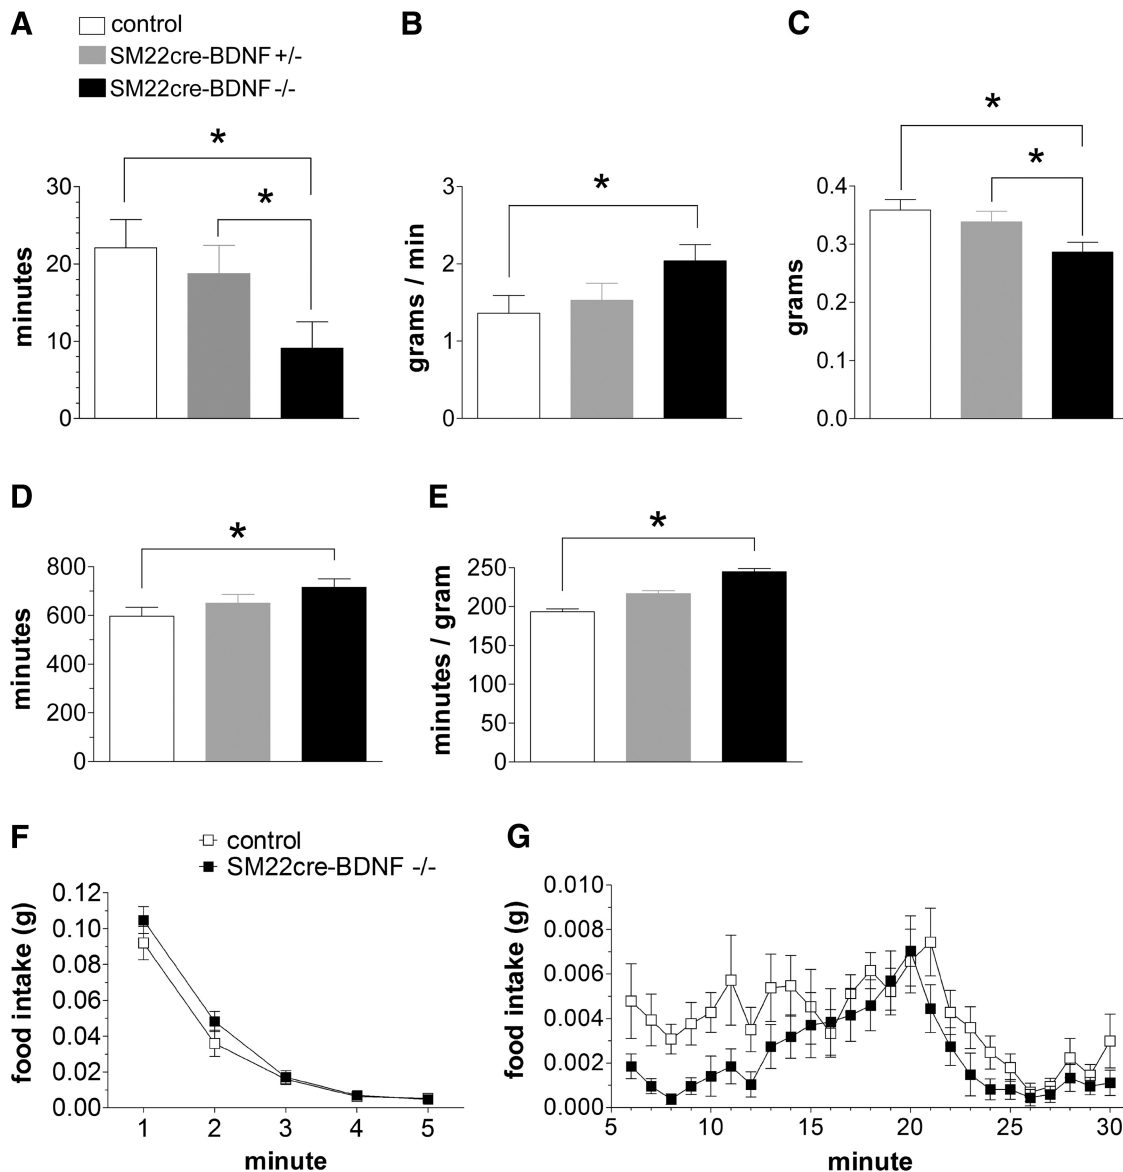 A
control
SM22cre-BDNF +/-
SM22cre-BDNF -/-
*
*
30
20
10
0
minutes
B
*
3
2
1
0
grams / min
C
*
*
0.4
0.3
0.2
0.1
0.0
grams
D
*
800
600
400
200
0
minutes
E
*
250
200
150
100
50
0
minutes / gram
F
control
SM22cre-BDNF -/-
0.12
0.10
0.08
0.06
0.04
0.02
0.00
food intake (g)
1 2 3 4 5
minute
G
0.010
0.008
0.006
0.004
0.002
0.000
food intake (g)
5 10 15 20 25 30
minute